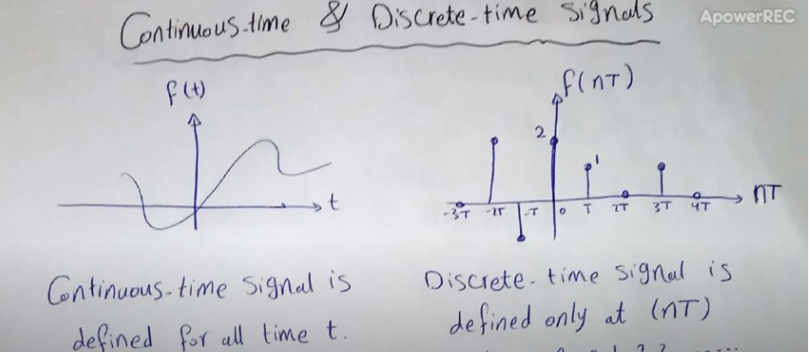 Continuous-time & Discrete-time Signals
ApowerREC
f(t)
t
f(nT)
2
1
-3T -2T -T 0 T 2T 3T 4T
nT
Continuous-time Signal is
defined for all time t.
Discrete-time signal is
defined only at (nT)